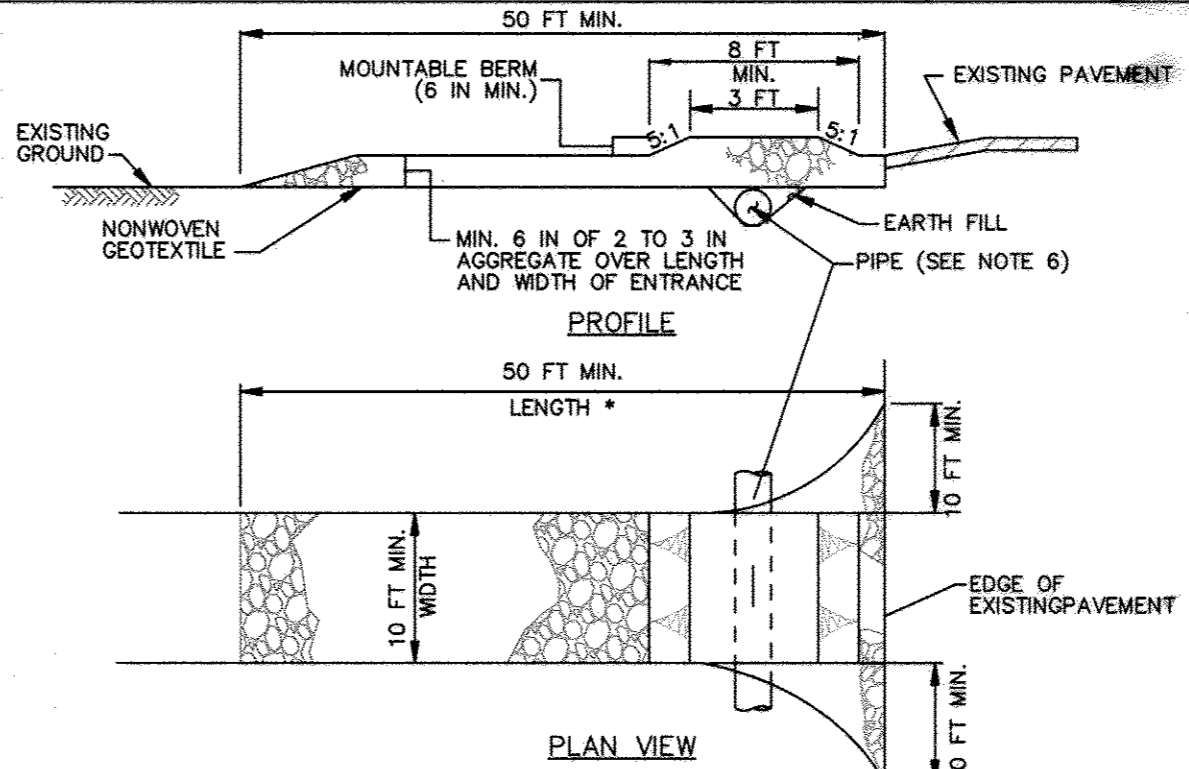 50 FT MIN.
8 FT
MIN.
3 FT
MOUNTABLE BERM
(6 IN MIN.)
EXISTING PAVEMENT
5:1
5:1
EXISTING
GROUND
NONWOVEN
GEOTEXTILE
MIN. 6 IN OF 2 TO 3 IN
AGGREGATE OVER LENGTH
AND WIDTH OF ENTRANCE
EARTH FILL
PIPE (SEE NOTE 6)
PROFILE
50 FT MIN.
LENGTH *
10 FT MIN.
10 FT MIN.
WIDTH
EDGE OF
EXISTINGPAVEMENT
0 FT MIN.
PLAN VIEW